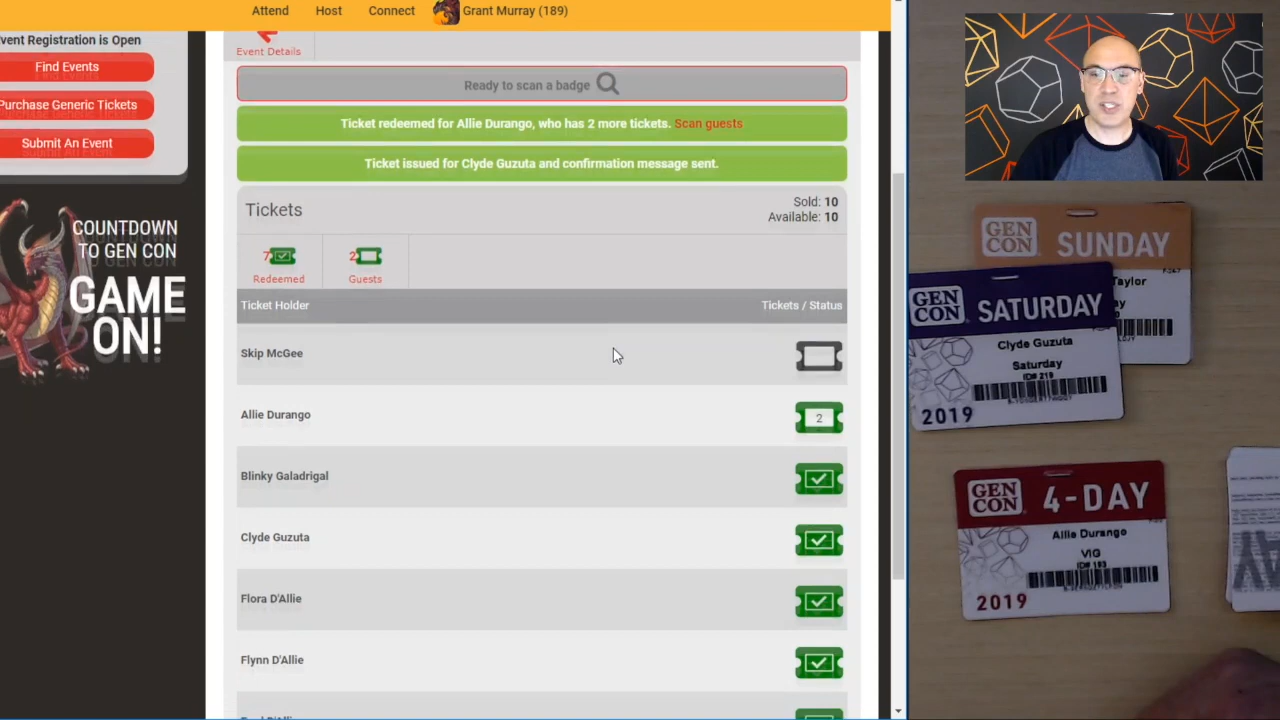 Attend
Host
Connect
Grant Murray (189)
vent Registration is Open
Find Events
Purchase Generic Tickets
Submit An Event
COUNTDOWN
TO GEN CON
GAME
ON!
Event Details
Ready to scan a badge
Ticket redeemed for Allie Durango, who has 2 more tickets. Scan guests
Ticket issued for Clyde Guzuta and confirmation message sent.
Tickets
Sold: 10
Available: 10
7
Redeemed
2
Guests
Ticket Holder
Tickets / Status
Skip McGee
Allie Durango
2
Blinky Galadrigal
Clyde Guzuta
Flora D'Allie
Flynn D'Allie
GEN
CON
SUNDAY
Taylor
GEN
CON
SATURDAY
Clyde Guzuta
Saturday
ID# 219
2019
GEN
CON
4-DAY
Allie Durango
VIG
ID# 183
2019